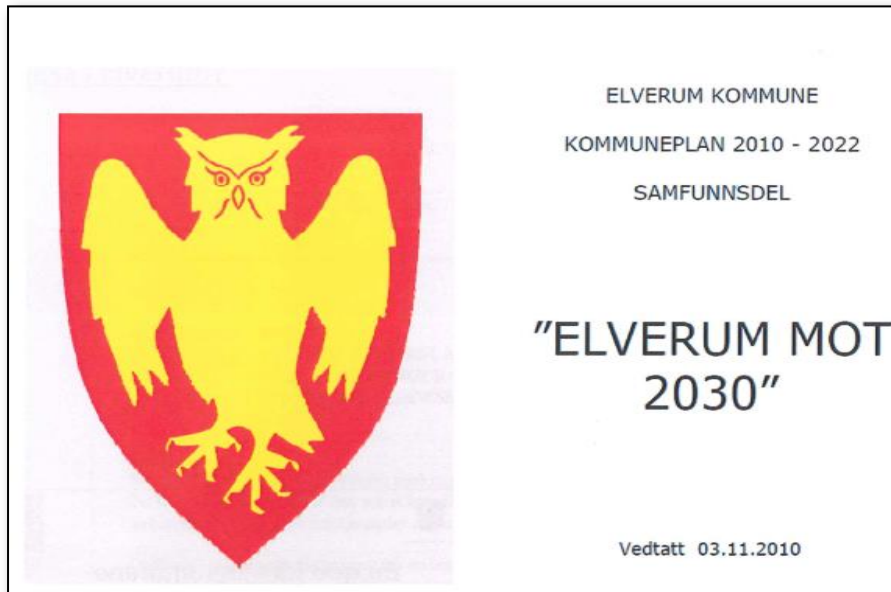 ELVERUM KOMMUNE
KOMMUNEPLAN 2010 - 2022
SAMFUNNSDEL
”ELVERUM MOT
2030”
Vedtatt 03.11.2010